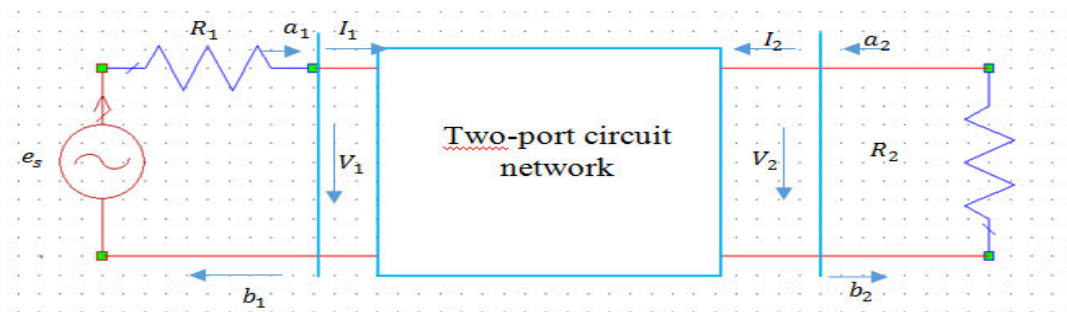 R₁
a₁
I₁
I₂
a₂
eₛ
V₁
Two-port circuit
network
V₂
R₂
b₁
b₂